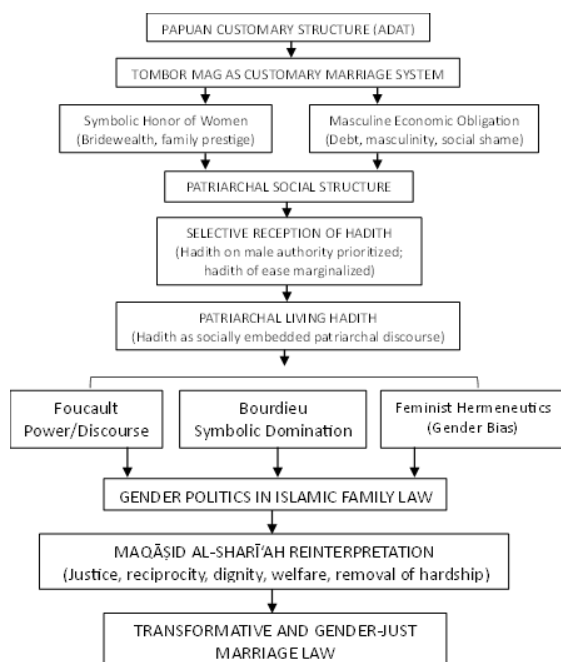 PAPUAN CUSTOMARY STRUCTURE (ADAT)
TOMBOR MAG AS CUSTOMARY MARRIAGE SYSTEM
Symbolic Honor of Women
(Bridewealth, family prestige)
Masculine Economic Obligation
(Debt, masculinity, social shame)
PATRIARCHAL SOCIAL STRUCTURE
SELECTIVE RECEPTION OF HADITH
(Hadith on male authority prioritized;
hadith of ease marginalized)
PATRIARCHAL LIVING HADITH
(Hadith as socially embedded patriarchal discourse)
Foucault
Power/Discourse
Bourdieu
Symbolic Domination
Feminist Hermeneutics
(Gender Bias)
GENDER POLITICS IN ISLAMIC FAMILY LAW
MAQĀṢID AL-SHARĪ‘AH REINTERPRETATION
(Justice, reciprocity, dignity, welfare, removal of hardship)
TRANSFORMATIVE AND GENDER-JUST
MARRIAGE LAW